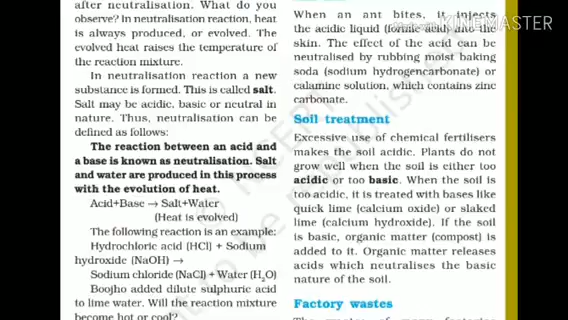 after neutralisation. What do you
observe? In neutralisation reaction, heat
is always produced, or evolved. The
evolved heat raises the temperature of
the reaction mixture.
In neutralisation reaction a new
substance is formed. This is called salt.
Salt may be acidic, basic or neutral in
nature. Thus, neutralisation can be
defined as follows:
The reaction between an acid and
a base is known as neutralisation. Salt
and water are produced in this process
with the evolution of heat.
Acid+Base → Salt+Water
(Heat is evolved)
The following reaction is an example:
Hydrochloric acid (HCl) + Sodium
hydroxide (NaOH) →
Sodium chloride (NaCl) + Water (H₂O)
Boojho added dilute sulphuric acid
to lime water. Will the reaction mixture
become hot or cool?
When an ant bites, it injects
the acidic liquid (formic acid) into the
skin. The effect of the acid can be
neutralised by rubbing moist baking
soda (sodium hydrogencarbonate) or
calamine solution, which contains zinc
carbonate.
Soil treatment
Excessive use of chemical fertilisers
makes the soil acidic. Plants do not
grow well when the soil is either too
acidic or too basic. When the soil is
too acidic, it is treated with bases like
quick lime (calcium oxide) or slaked
lime (calcium hydroxide). If the soil
is basic, organic matter (compost) is
added to it. Organic matter releases
acids which neutralises the basic
nature of the soil.
Factory wastes
KINEMASTER